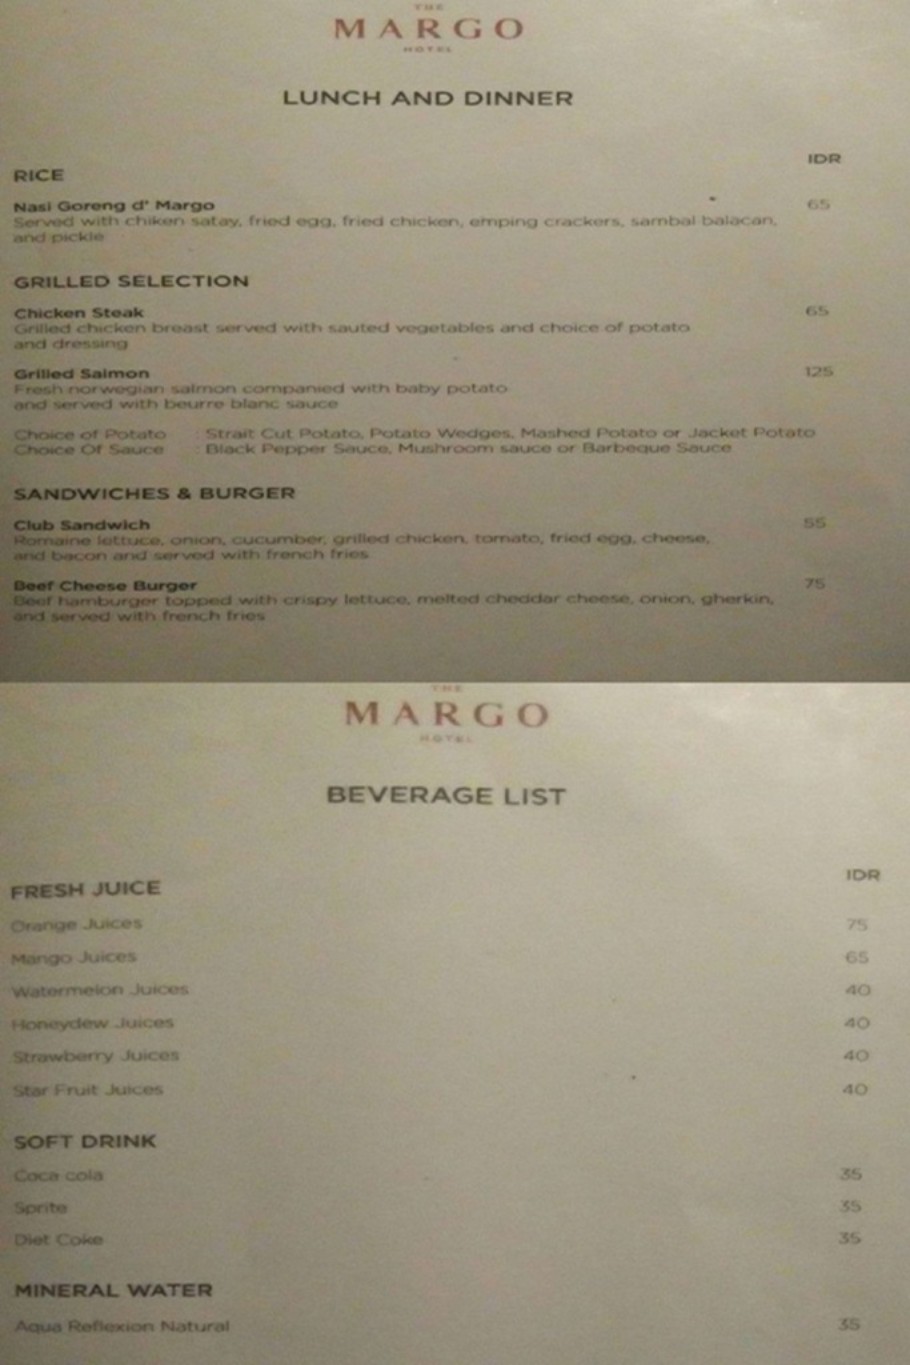 THE
MARGO
HOTEL
LUNCH AND DINNER
IDR
RICE
Nasi Goreng d' Margo 65
Served with chiken satay, fried egg, fried chicken, emping crackers, sambal balacan,
and pickle
GRILLED SELECTION
Chicken Steak 65
Grilled chicken breast served with sauted vegetables and choice of potato
and dressing
Grilled Salmon 125
Fresh norwegian salmon companied with baby potato
and served with beurre blanc sauce
Choice of Potato : Strait Cut Potato, Potato Wedges, Mashed Potato or Jacket Potato
Choice Of Sauce : Black Pepper Sauce, Mushroom sauce or Barbeque Sauce
SANDWICHES & BURGER
Club Sandwich 55
Romaine lettuce, onion, cucumber, grilled chicken, tomato, fried egg, cheese,
and bacon and served with french fries
Beef Cheese Burger 75
Beef hamburger topped with crispy lettuce, melted cheddar cheese, onion, gherkin,
and served with french fries
THE
MARGO
HOTEL
BEVERAGE LIST
IDR
FRESH JUICE
Orange Juices 75
Mango Juices 65
Watermelon Juices 40
Honeydew Juices 40
Strawberry Juices 40
Star Fruit Juices 40
SOFT DRINK
Coca cola 35
Sprite 35
Diet Coke 35
MINERAL WATER
Aqua Reflexion Natural 35